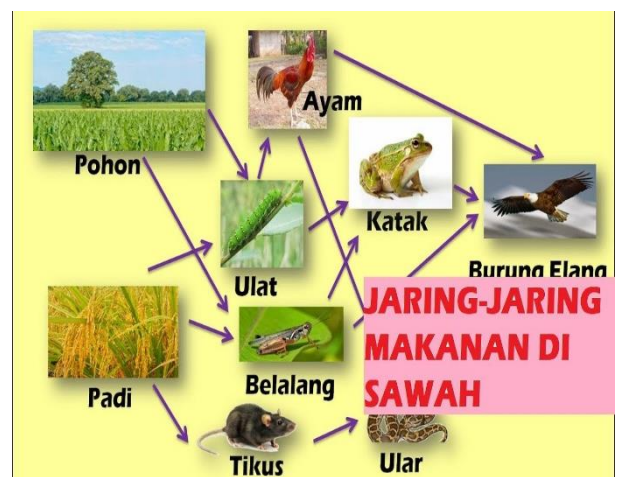 Ayam
Pohon
Katak
Ulat
Burung Elang
JARING-JARING
MAKANAN DI
SAWAH
Belalang
Padi
Tikus
Ular